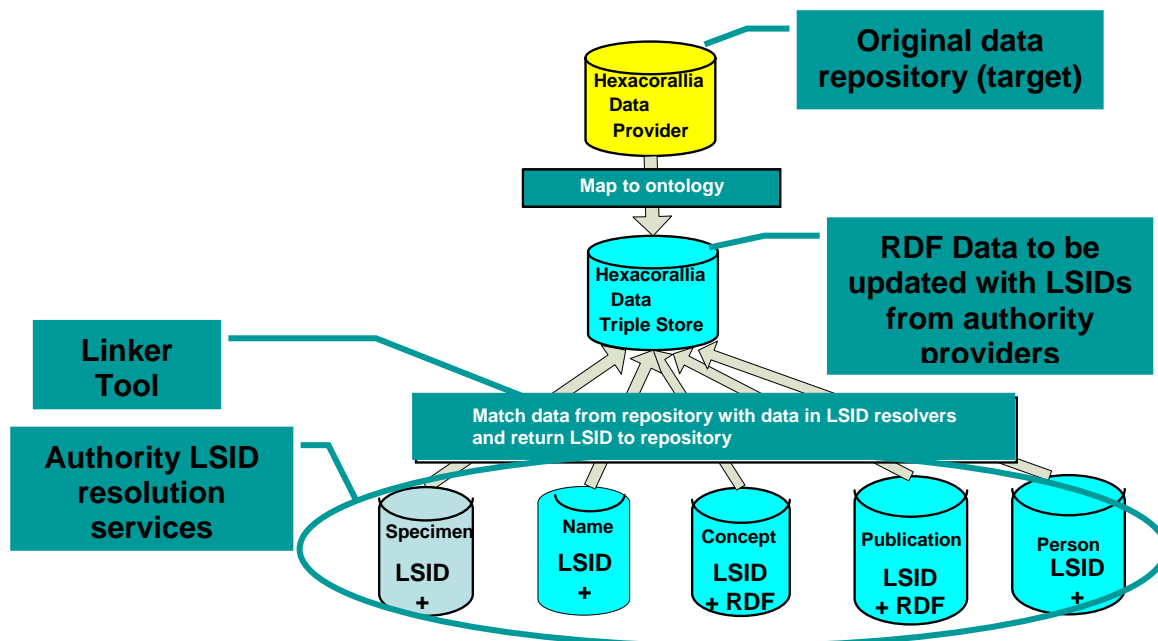 Original data
repository (target)
Hexacorallia
Data
Provider
Map to ontology
RDF Data to be
updated with LSIDs
from authority
providers
Hexacorallia
Data
Triple Store
Linker
Tool
Match data from repository with data in LSID resolvers
and return LSID to repository
Authority LSID
resolution
services
Specimen
LSID
+
Name
LSID
+
Concept
LSID
+ RDF
Publication
LSID
+ RDF
Person
LSID
+